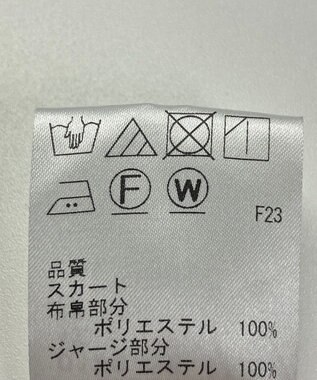 F W
F23
品質
スカート
布帛部分
ポリエステル 100%
ジャージ部分
ポリエステル 100%